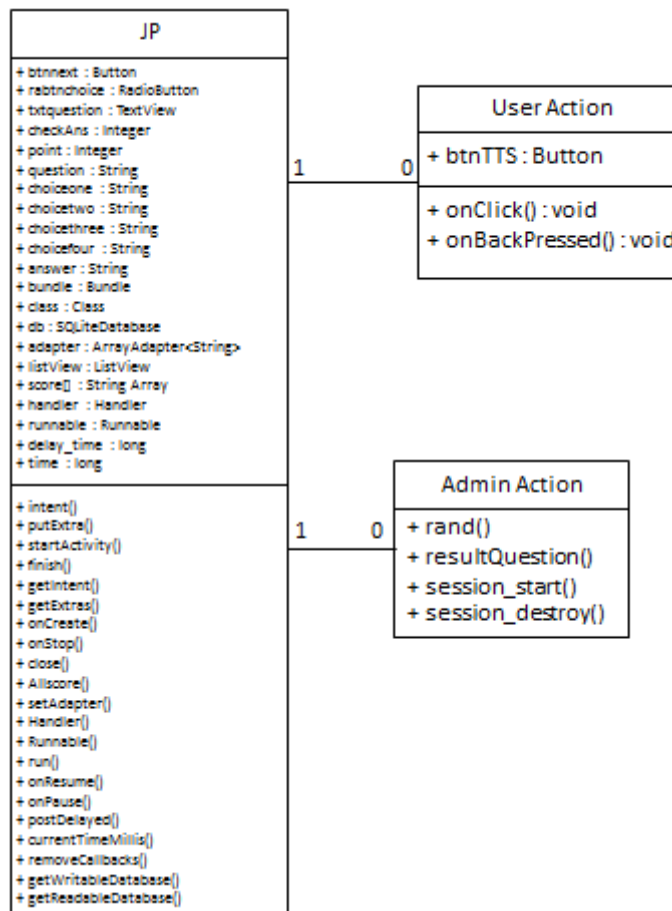 JP
+ btnnext : Button
+ rabtnchoice : RadioButton
+ txtquestion : TextView
+ checkAns : Integer
+ point : Integer
+ question : String
+ choiceone : String
+ choicetwo : String
+ choicethree : String
+ choicefour : String
+ answer : String
+ bundle : Bundle
+ class : Class
+ db : SQLiteDatabase
+ adapter : ArrayAdapter<String>
+ listView : ListView
+ score[] : String Array
+ handler : Handler
+ runnable : Runnable
+ delay_time : long
+ time : long
+ intent()
+ putExtra()
+ startActivity()
+ finish()
+ getIntent()
+ getExtras()
+ onCreate()
+ onStop()
+ close()
+ Allscore()
+ setAdapter()
+ Handler()
+ Runnable()
+ run()
+ onResume()
+ onPause()
+ postDelayed()
+ currentTimeMillis()
+ removeCallbacks()
+ getWritableDatabase()
+ getReadableDatabase()
1 0
User Action
+ btnTTS : Button
+ onClick() : void
+ onBackPressed() : void
1 0
Admin Action
+ rand()
+ resultQuestion()
+ session_start()
+ session_destroy()